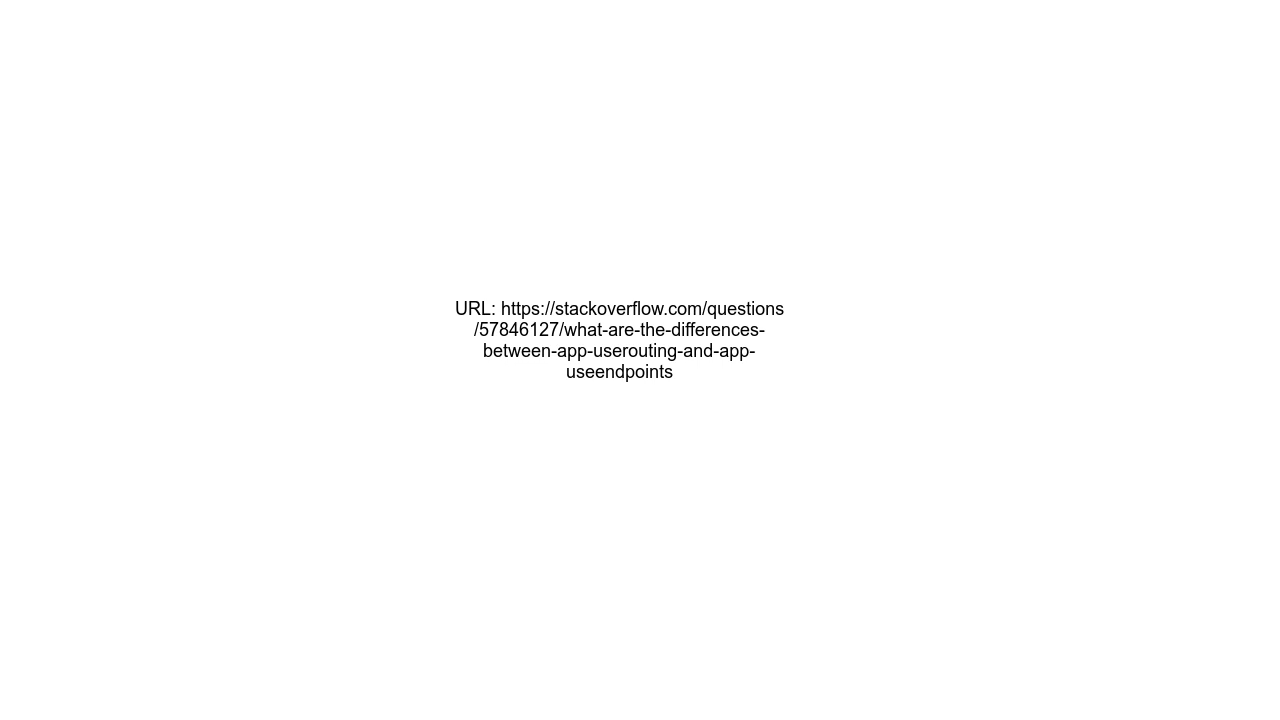 URL: https://stackoverflow.com/questions
/57846127/what-are-the-differences-
between-app-userouting-and-app-
useendpoints